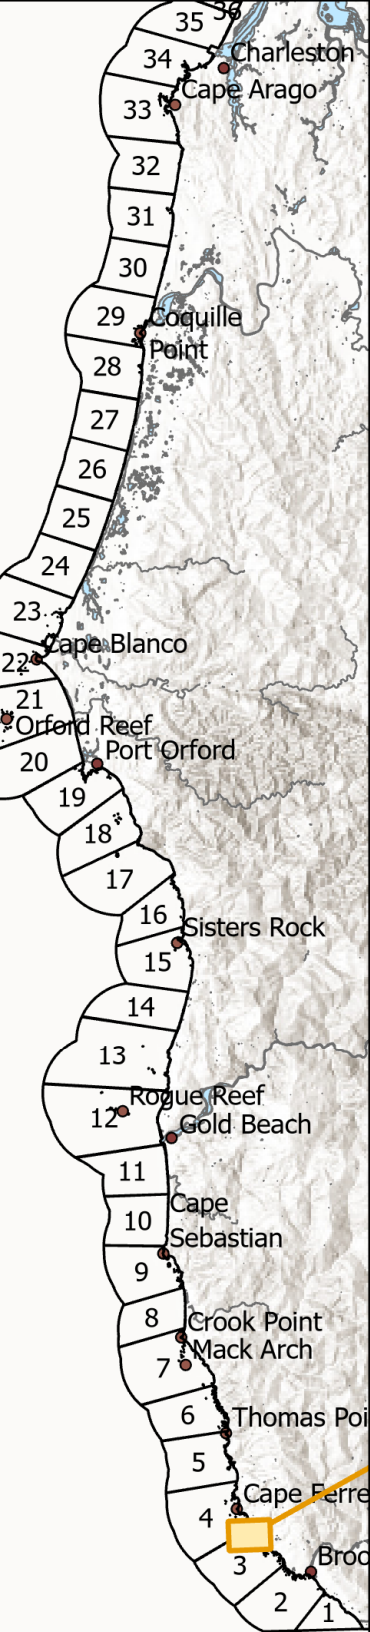 36
35
Charleston
34
Cape Arago
33
32
31
30
29
Coquille
Point
28
27
26
25
24
23
Cape Blanco
22
21
Orford Reef
Port Orford
20
19
18
17
16
Sisters Rock
15
14
13
Rogue Reef
12
Gold Beach
11
Cape
10
Sebastian
9
8
Crook Point
Mack Arch
7
6
Thomas Poi
5
Cape Ferre
4
3
Broo
2
1